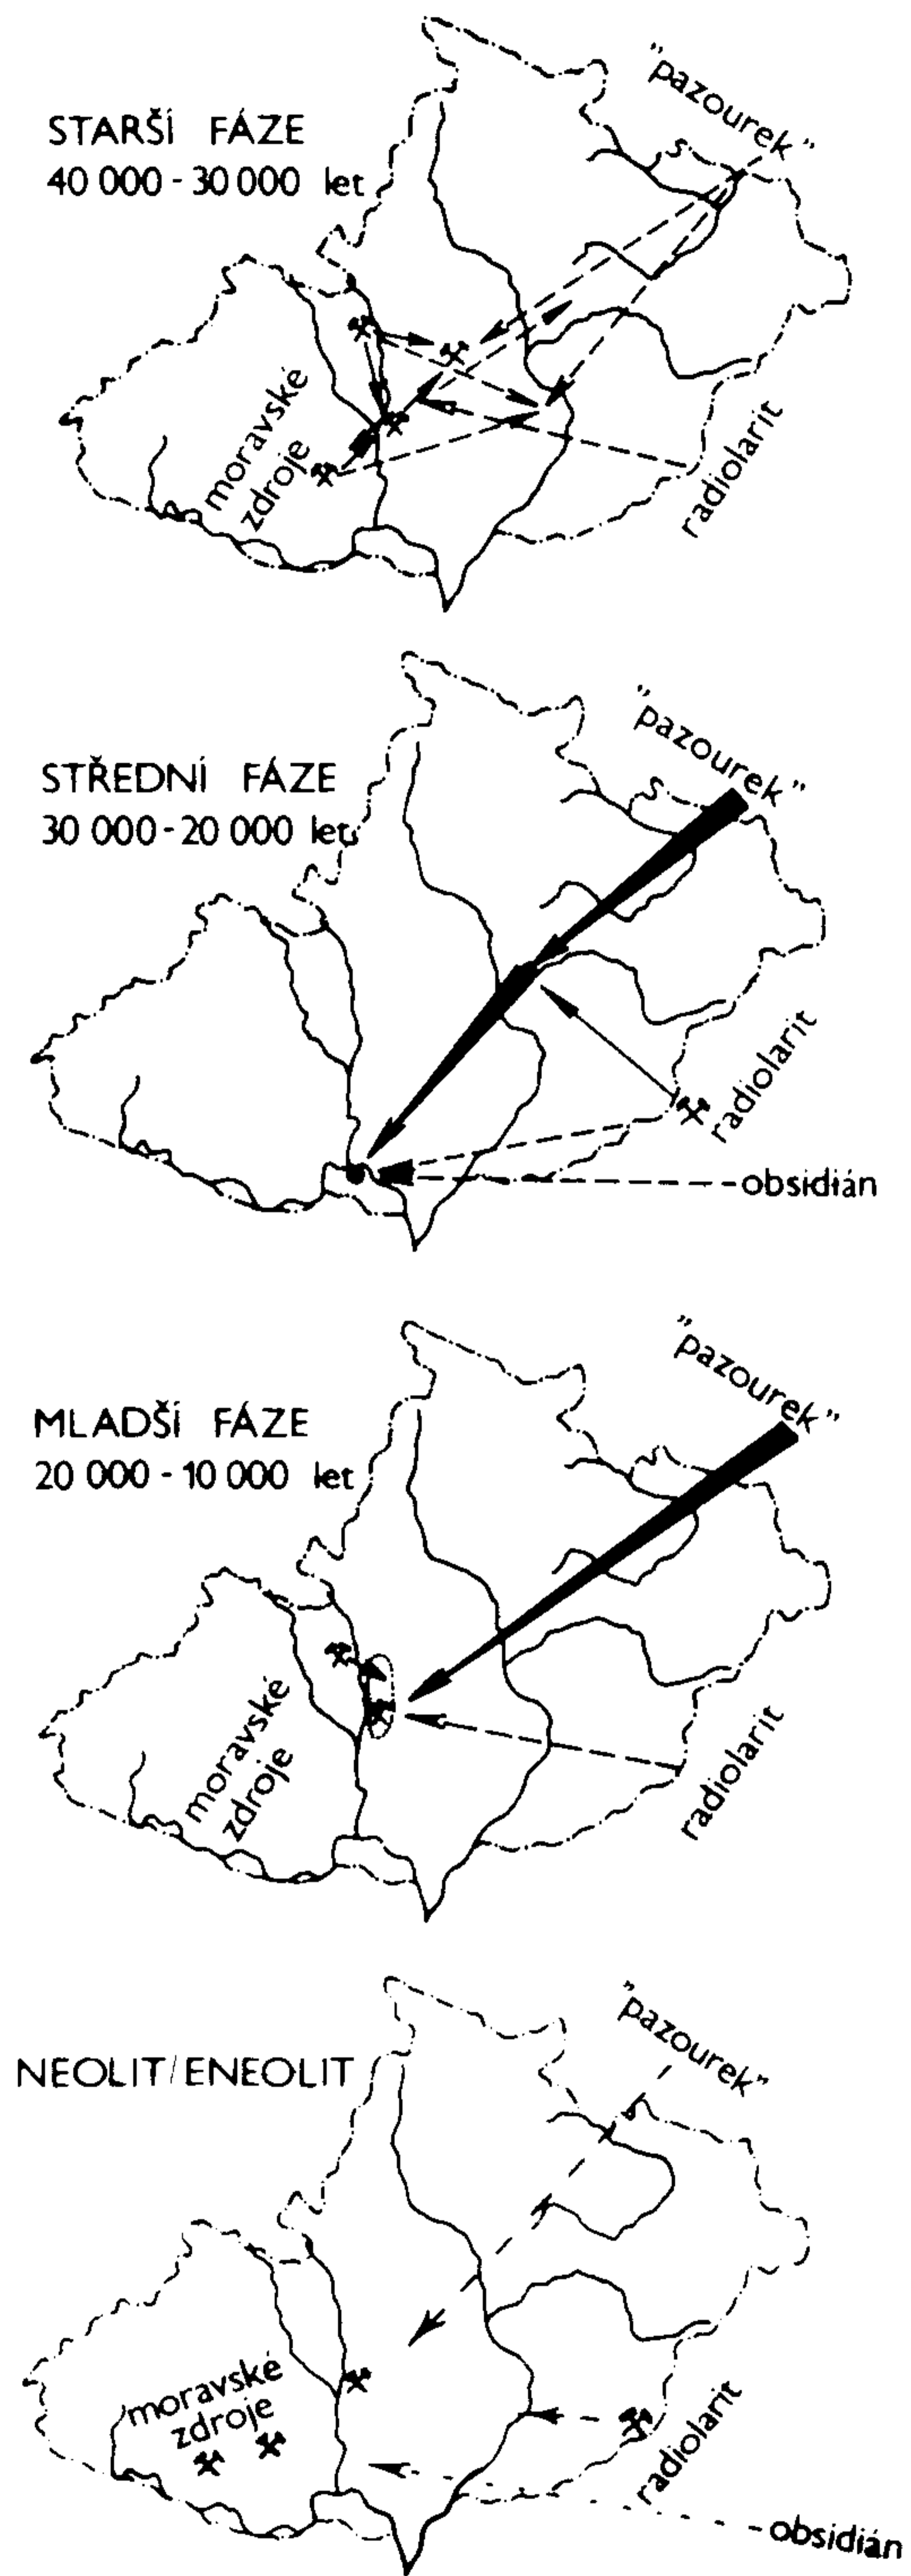 STARŠÍ FÁZE
40 000 - 30 000 let
"pazourek"
moravské
zdroje
radiolarit
STŘEDNÍ FÁZE
30 000 - 20 000 let
"pazourek"
radiolarit
obsidián
MLADŠÍ FÁZE
20 000 - 10 000 let
"pazourek"
moravské
zdroje
radiolarit
NEOLIT/ENEOLIT
"pazourek"
moravské
zdroje
radiolarit
obsidián